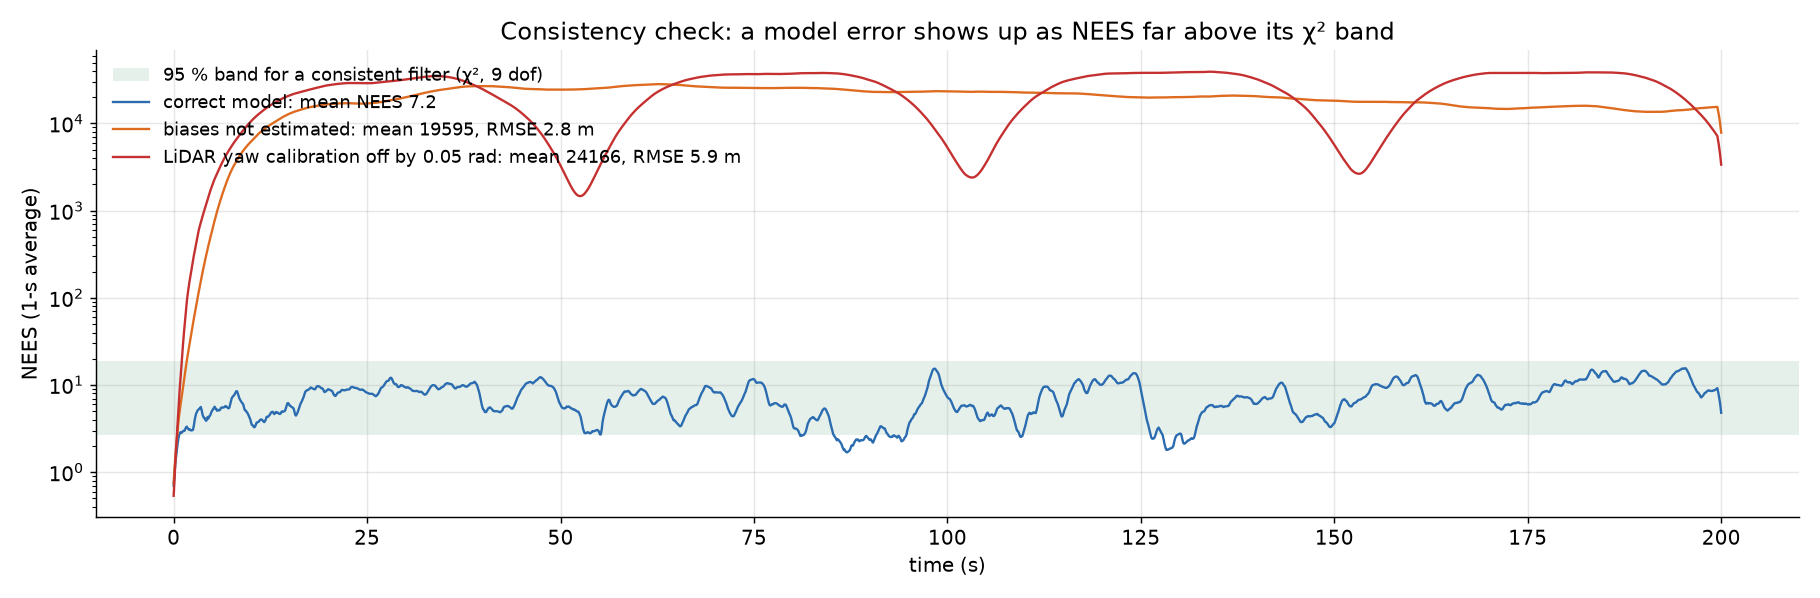 Consistency check: a model error shows up as NEES far above its χ² band
95 % band for a consistent filter (χ², 9 dof)
correct model: mean NEES 7.2
biases not estimated: mean 19595, RMSE 2.8 m
LiDAR yaw calibration off by 0.05 rad: mean 24166, RMSE 5.9 m
NEES (1-s average)
10⁴
10³
10²
10¹
10⁰
0 25 50 75 100 125 150 175 200
time (s)